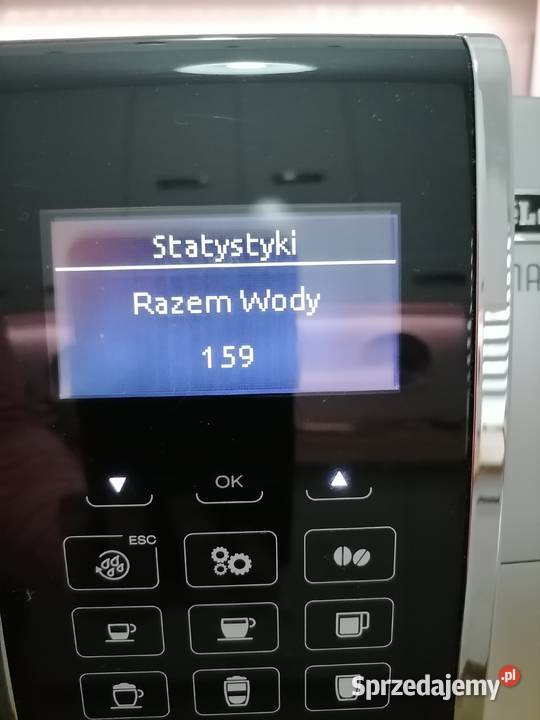 Statystyki
Razem Wody
159
OK
ESC
Sprzedajemy.pl